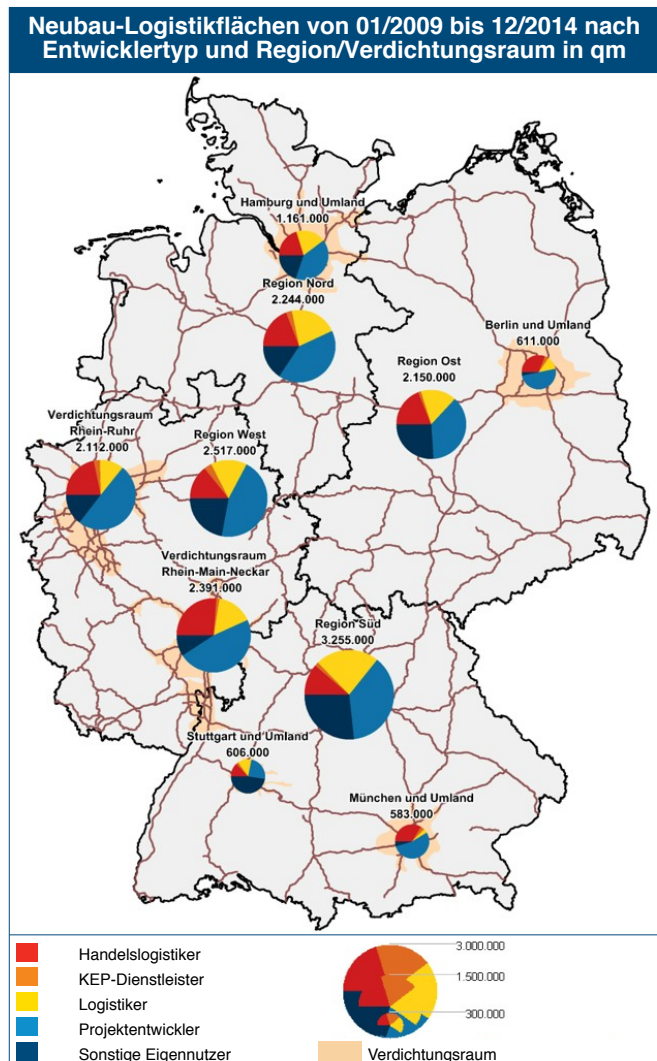 Neubau-Logistikflächen von 01/2009 bis 12/2014 nach
Entwicklertyp und Region/Verdichtungsraum in qm
Hamburg und Umland
1.161.000
Region Nord
2.244.000
Berlin und Umland
611.000
Region Ost
2.150.000
Verdichtungsraum
Rhein-Ruhr
2.112.000
Region West
2.517.000
Verdichtungsraum
Rhein-Main-Neckar
2.391.000
Region Süd
3.255.000
Stuttgart und Umland
606.000
München und Umland
583.000
Handelslogistiker
KEP-Dienstleister
Logistiker
Projektentwickler
Sonstige Eigennutzer
3.000.000
1.500.000
300.000
Verdichtungsraum